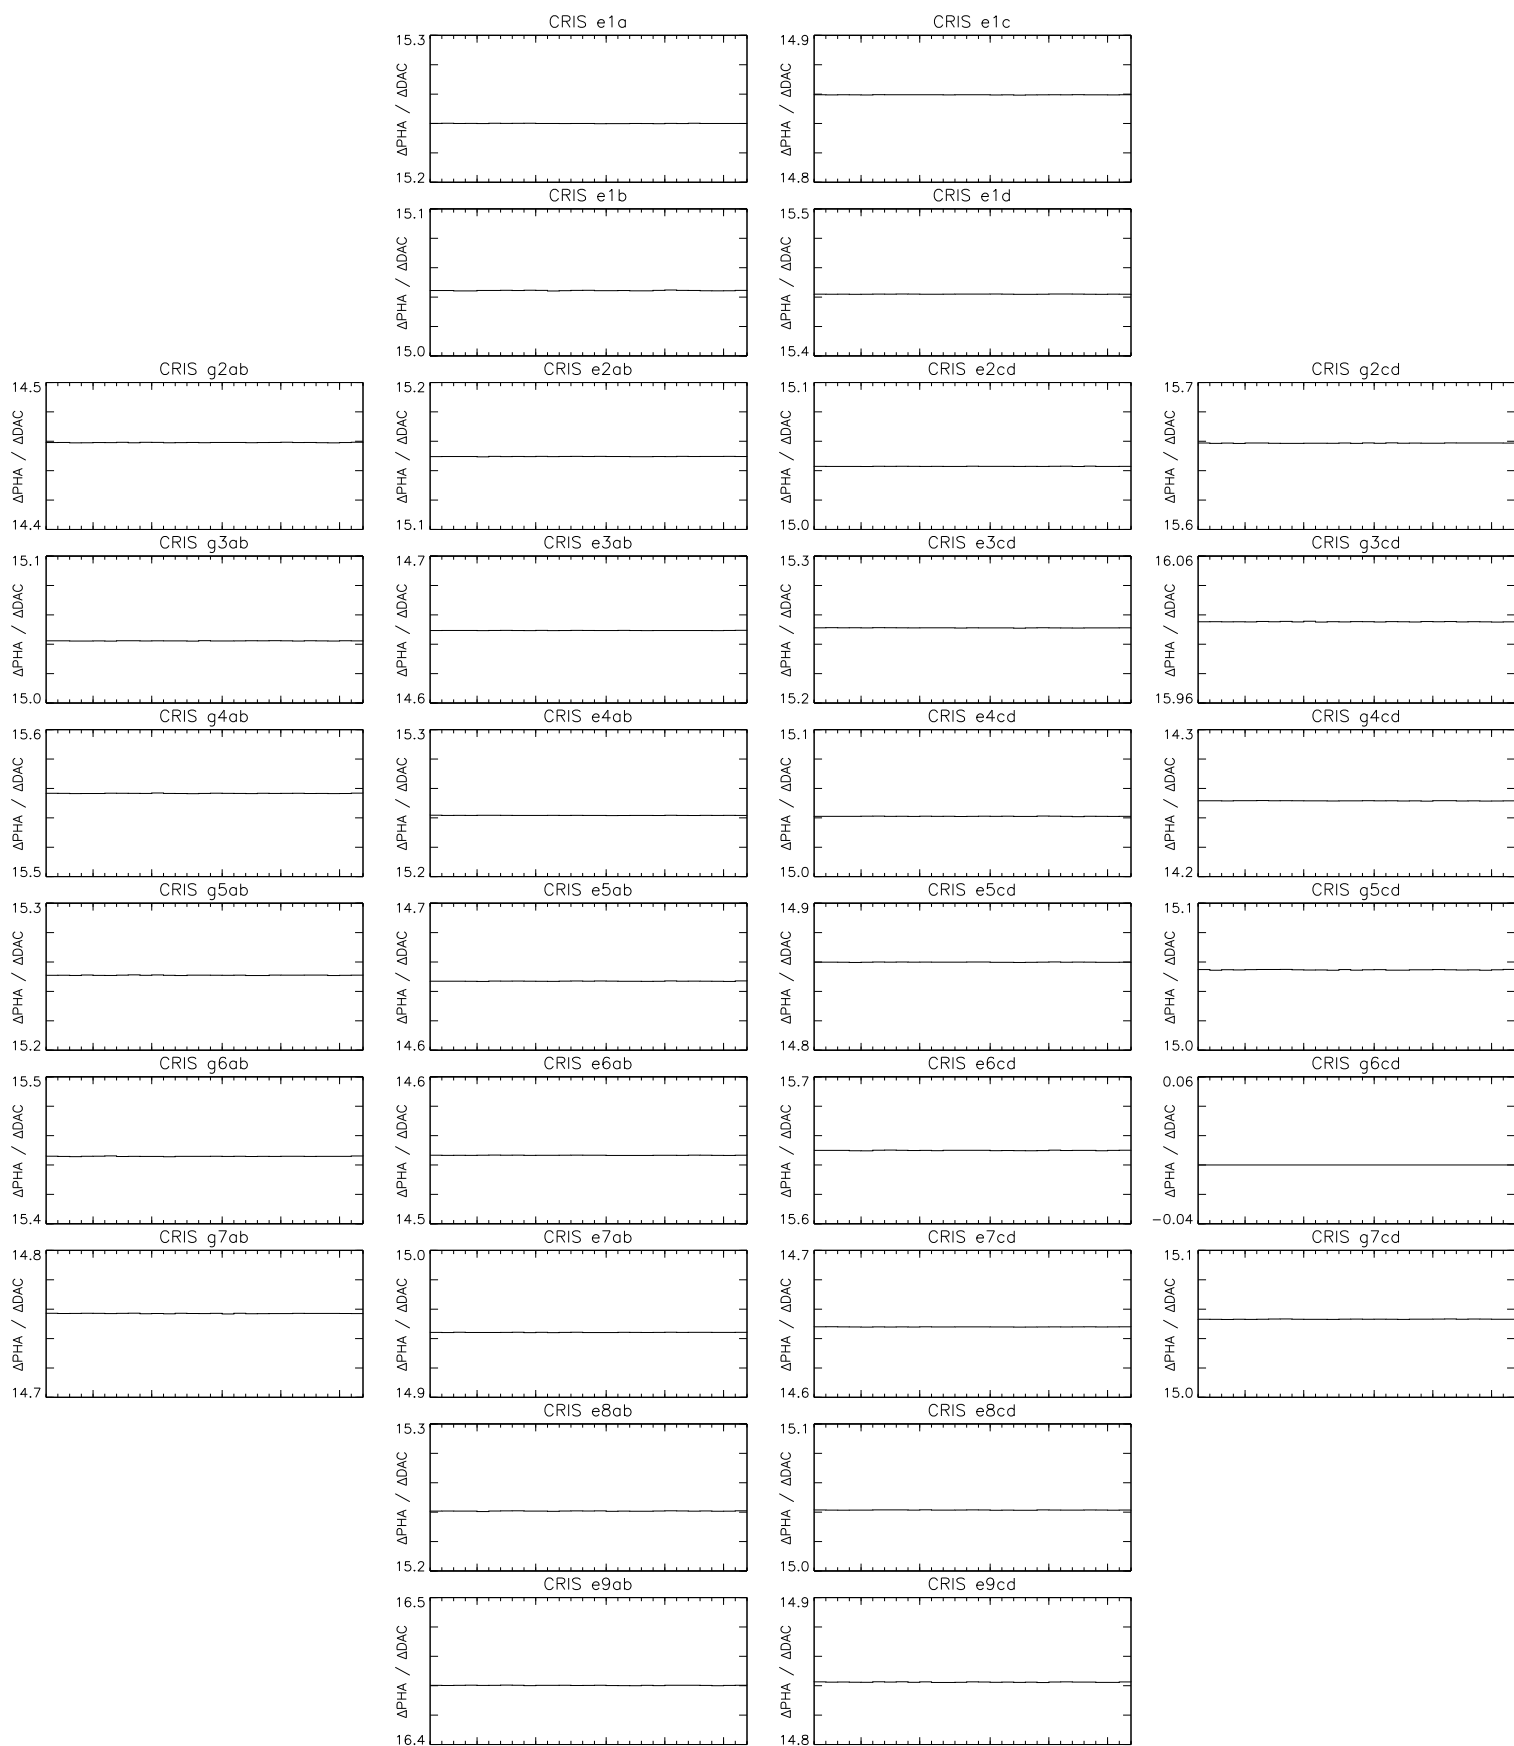 CRIS e1a
15.3
ΔPHA / ΔDAC
15.2
CRIS e1c
14.9
ΔPHA / ΔDAC
14.8
CRIS e1b
15.1
ΔPHA / ΔDAC
15.0
CRIS e1d
15.5
ΔPHA / ΔDAC
15.4
CRIS g2ab
14.5
ΔPHA / ΔDAC
14.4
CRIS e2ab
15.2
ΔPHA / ΔDAC
15.1
CRIS e2cd
15.1
ΔPHA / ΔDAC
15.0
CRIS g2cd
15.7
ΔPHA / ΔDAC
15.6
CRIS g3ab
15.1
ΔPHA / ΔDAC
15.0
CRIS e3ab
14.7
ΔPHA / ΔDAC
14.6
CRIS e3cd
15.3
ΔPHA / ΔDAC
15.2
CRIS g3cd
16.06
ΔPHA / ΔDAC
15.96
CRIS g4ab
15.6
ΔPHA / ΔDAC
15.5
CRIS e4ab
15.3
ΔPHA / ΔDAC
15.2
CRIS e4cd
15.1
ΔPHA / ΔDAC
15.0
CRIS g4cd
14.3
ΔPHA / ΔDAC
14.2
CRIS g5ab
15.3
ΔPHA / ΔDAC
15.2
CRIS e5ab
14.7
ΔPHA / ΔDAC
14.6
CRIS e5cd
14.9
ΔPHA / ΔDAC
14.8
CRIS g5cd
15.1
ΔPHA / ΔDAC
15.0
CRIS g6ab
15.5
ΔPHA / ΔDAC
15.4
CRIS e6ab
14.6
ΔPHA / ΔDAC
14.5
CRIS e6cd
15.7
ΔPHA / ΔDAC
15.6
CRIS g6cd
0.06
ΔPHA / ΔDAC
−0.04
CRIS g7ab
14.8
ΔPHA / ΔDAC
14.7
CRIS e7ab
15.0
ΔPHA / ΔDAC
14.9
CRIS e7cd
14.7
ΔPHA / ΔDAC
14.6
CRIS g7cd
15.1
ΔPHA / ΔDAC
15.0
CRIS e8ab
15.3
ΔPHA / ΔDAC
15.2
CRIS e8cd
15.1
ΔPHA / ΔDAC
15.0
CRIS e9ab
16.5
ΔPHA / ΔDAC
16.4
CRIS e9cd
14.9
ΔPHA / ΔDAC
14.8